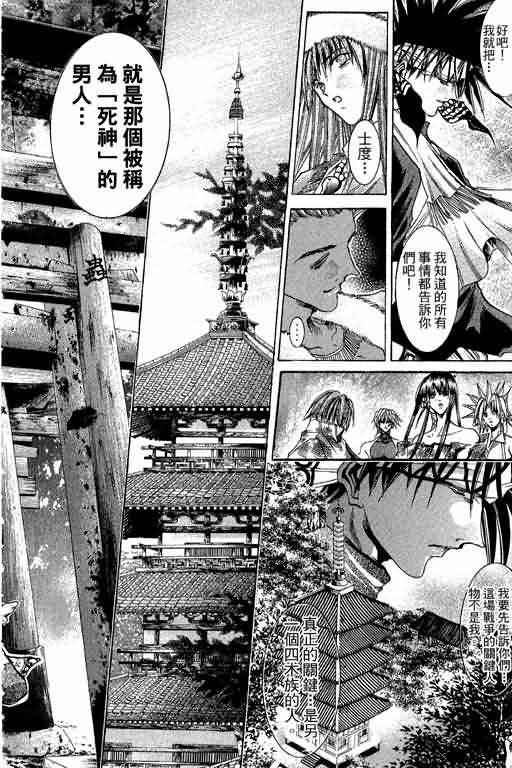 好吧！
我就把…
我知道的所有
事情都告訴你
們吧！
士度…
…
我要先告訴你們！
這場戰爭的關鍵人
物不是我。
真正的關鍵…是另
一個四木族的人。
就是那個被稱
為「死神」的
男人…
蟲